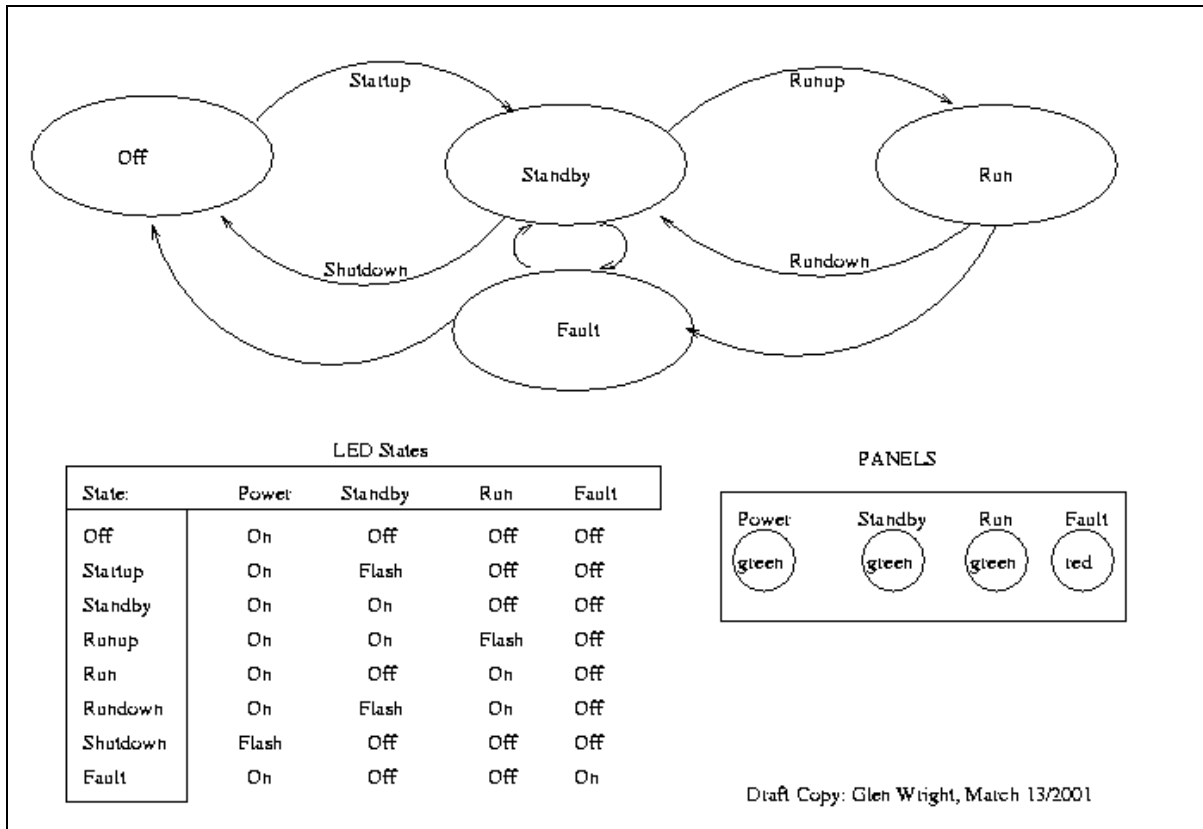 Startup
Runup
Off
Standby
Run
Shutdown
Rundown
Fault
LED States
State: Power Standby Run Fault
Off On Off Off Off
Startup On Flash Off Off
Standby On On Off Off
Runup On On Flash Off
Run On Off On Off
Rundown On Flash On Off
Shutdown Flash Off Off Off
Fault On Off Off On
PANELS
Power Standby Run Fault
green green green red
Draft Copy: Glen Wright, March 13/2001